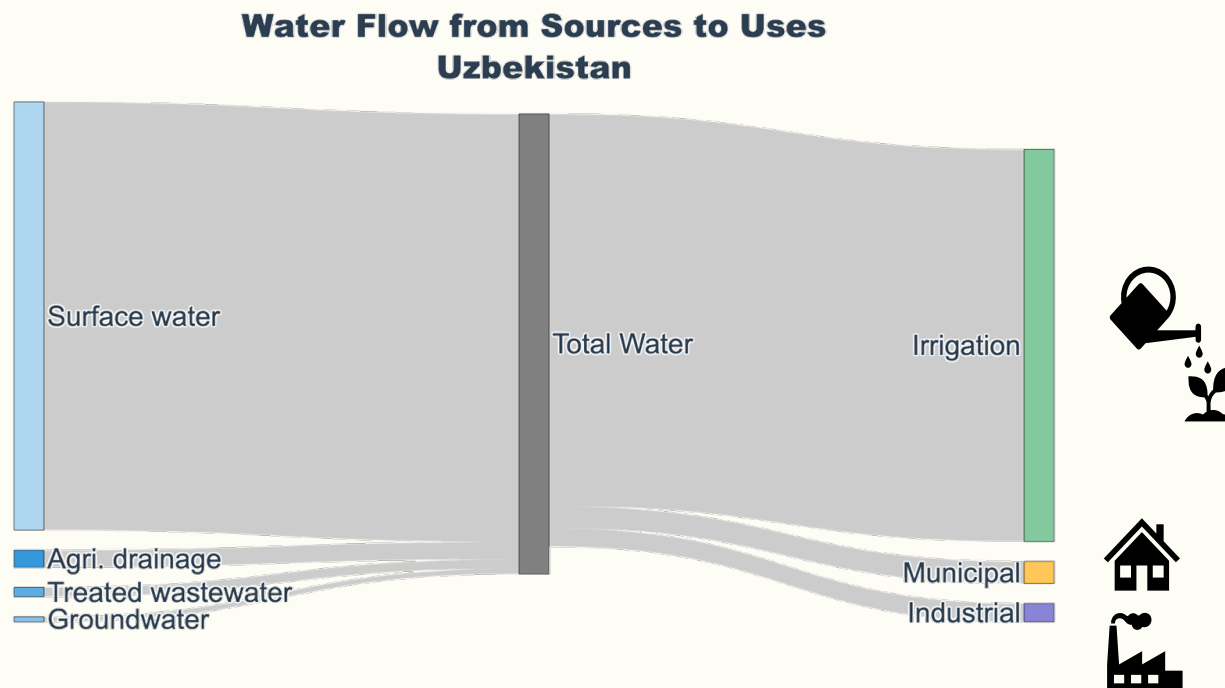 Water Flow from Sources to Uses
Uzbekistan
Surface water
Total Water
Irrigation
Agri. drainage
Treated wastewater
Groundwater
Municipal
Industrial